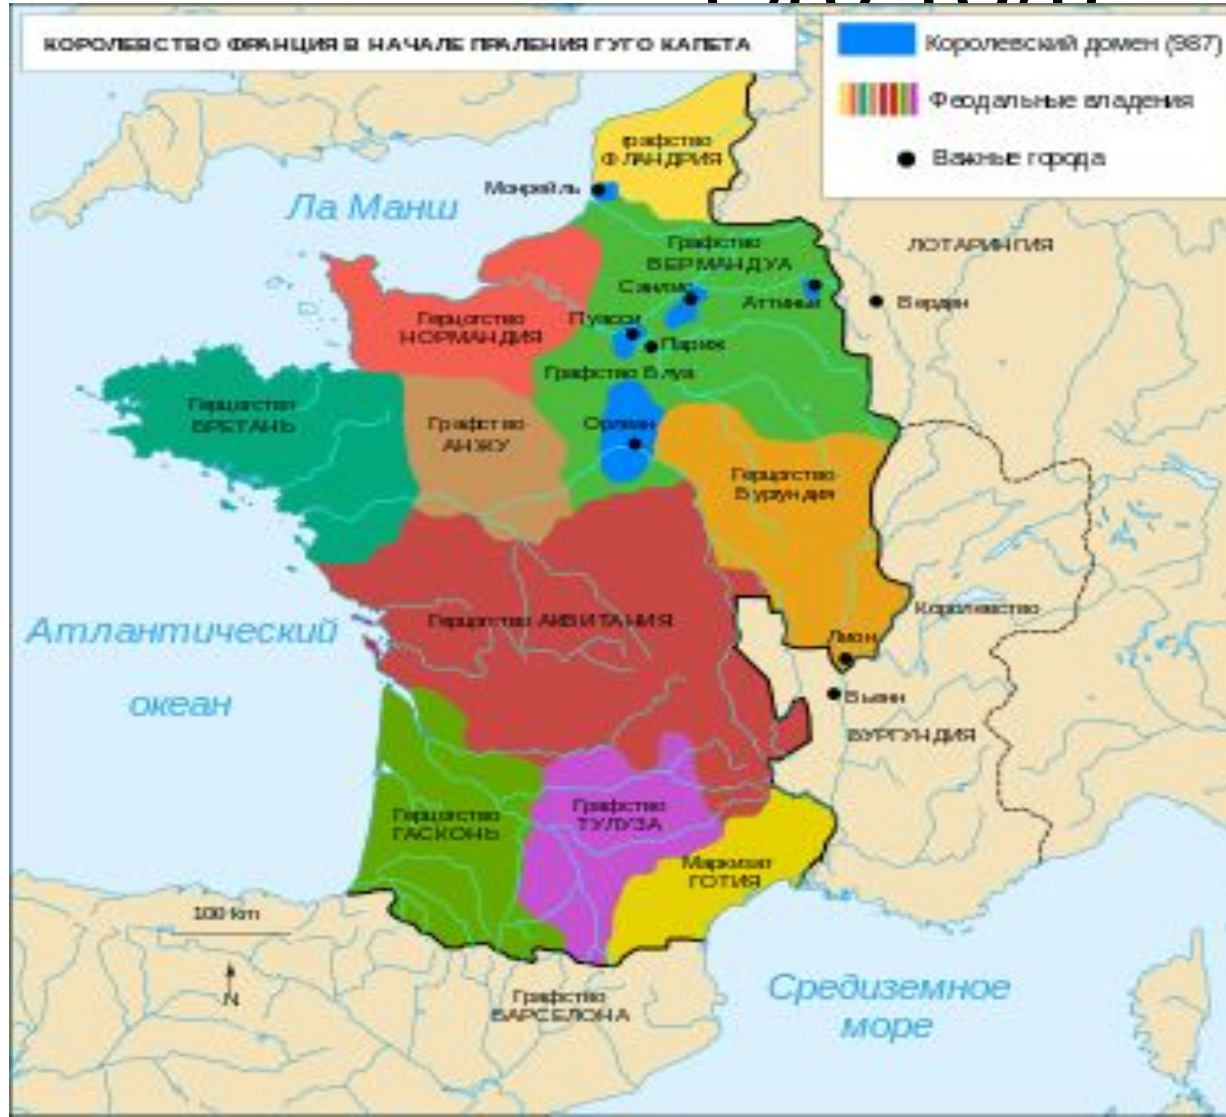 КОРОЛЕВСТВО ФРАНЦИЯ В НАЧАЛЕ ПРАЛЕНИЯ ГУГО КАПЕТА
Королевский домен (987)
Феодальные владения
Важные города
Графство
ФЛАНДРИЯ
Монрейль
Ла Манш
Графство
ВЕРМАНДУА
ЛОТАРИНГИЯ
Санлис
Аттиньи
Верден
Герцогство
НОРМАНДИЯ
Пуасси
Париж
Графство Блуа
Герцогство
БРЕТАНЬ
Графство
АНЖУ
Орлеан
Герцогство
Бургундия
Королевство
Герцогство АКВИТАНИЯ
Атлантический
океан
Лион
Вьенн
БУРГУНДИЯ
Герцогство
ГАСКОНЬ
Графство
ТУЛУЗА
Маркизат
ГОТИЯ
100 km
N
Графство
БАРСЕЛОНА
Средиземное
море